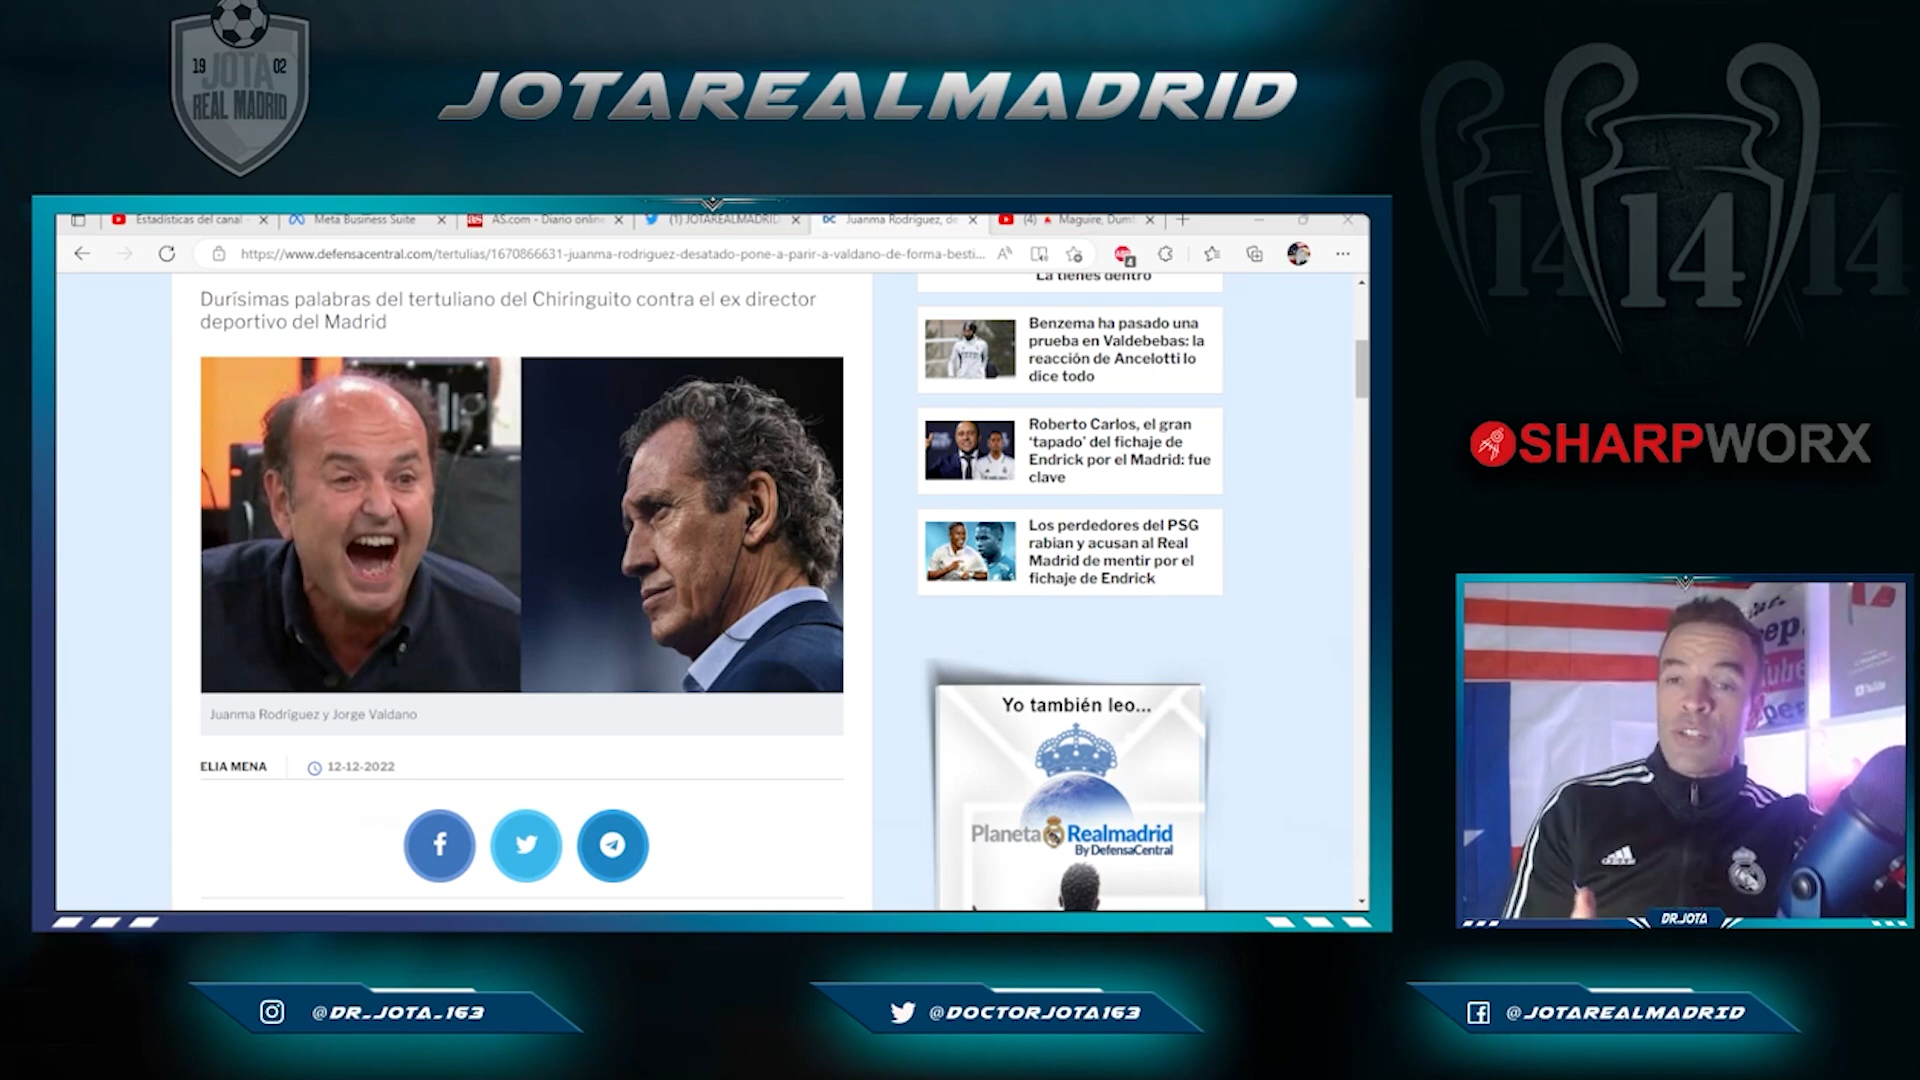 19 02
JOTA
REAL MADRID
JOTAREALMADRID
14 14 14
Estadísticas del canal
Meta Business Suite
AS.com - Diario online
(1) JOTAREALMADRID
DC Juanma Rodríguez, de
(4) Maguire, Dum
https://www.defensacentral.com/tertulias/1670866631-juanma-rodriguez-desatado-pone-a-parir-a-valdano-de-forma-besti...
Durísimas palabras del tertuliano del Chiringuito contra el ex director
deportivo del Madrid
Juanma Rodríguez y Jorge Valdano
ELIA MENA
12-12-2022
La tienes dentro
Benzema ha pasado una
prueba en Valdebebas: la
reacción de Ancelotti lo
dice todo
Roberto Carlos, el gran
‘tapado’ del fichaje de
Endrick por el Madrid: fue
clave
Los perdedores del PSG
rabian y acusan al Real
Madrid de mentir por el
fichaje de Endrick
Yo también leo...
Planeta Realmadrid
By DefensaCentral
SHARPWORX
DR.JOTA
@DR_JOTA_163
@DOCTORJOTA163
@JOTAREALMADRID